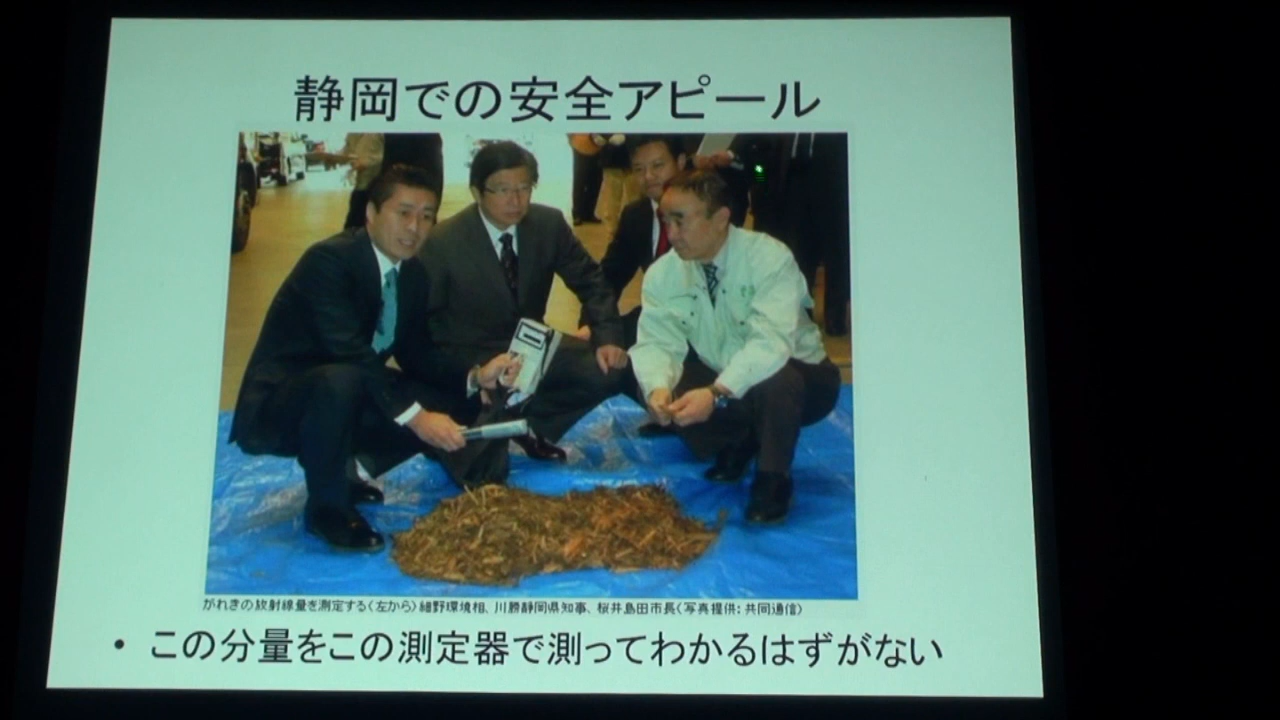 静岡での安全アピール
がれきの放射線量を測定する(左から)細野環境相、川勝静岡県知事、桜井島田市長(写真提供:共同通信)
• この分量をこの測定器で測ってわかるはずがない